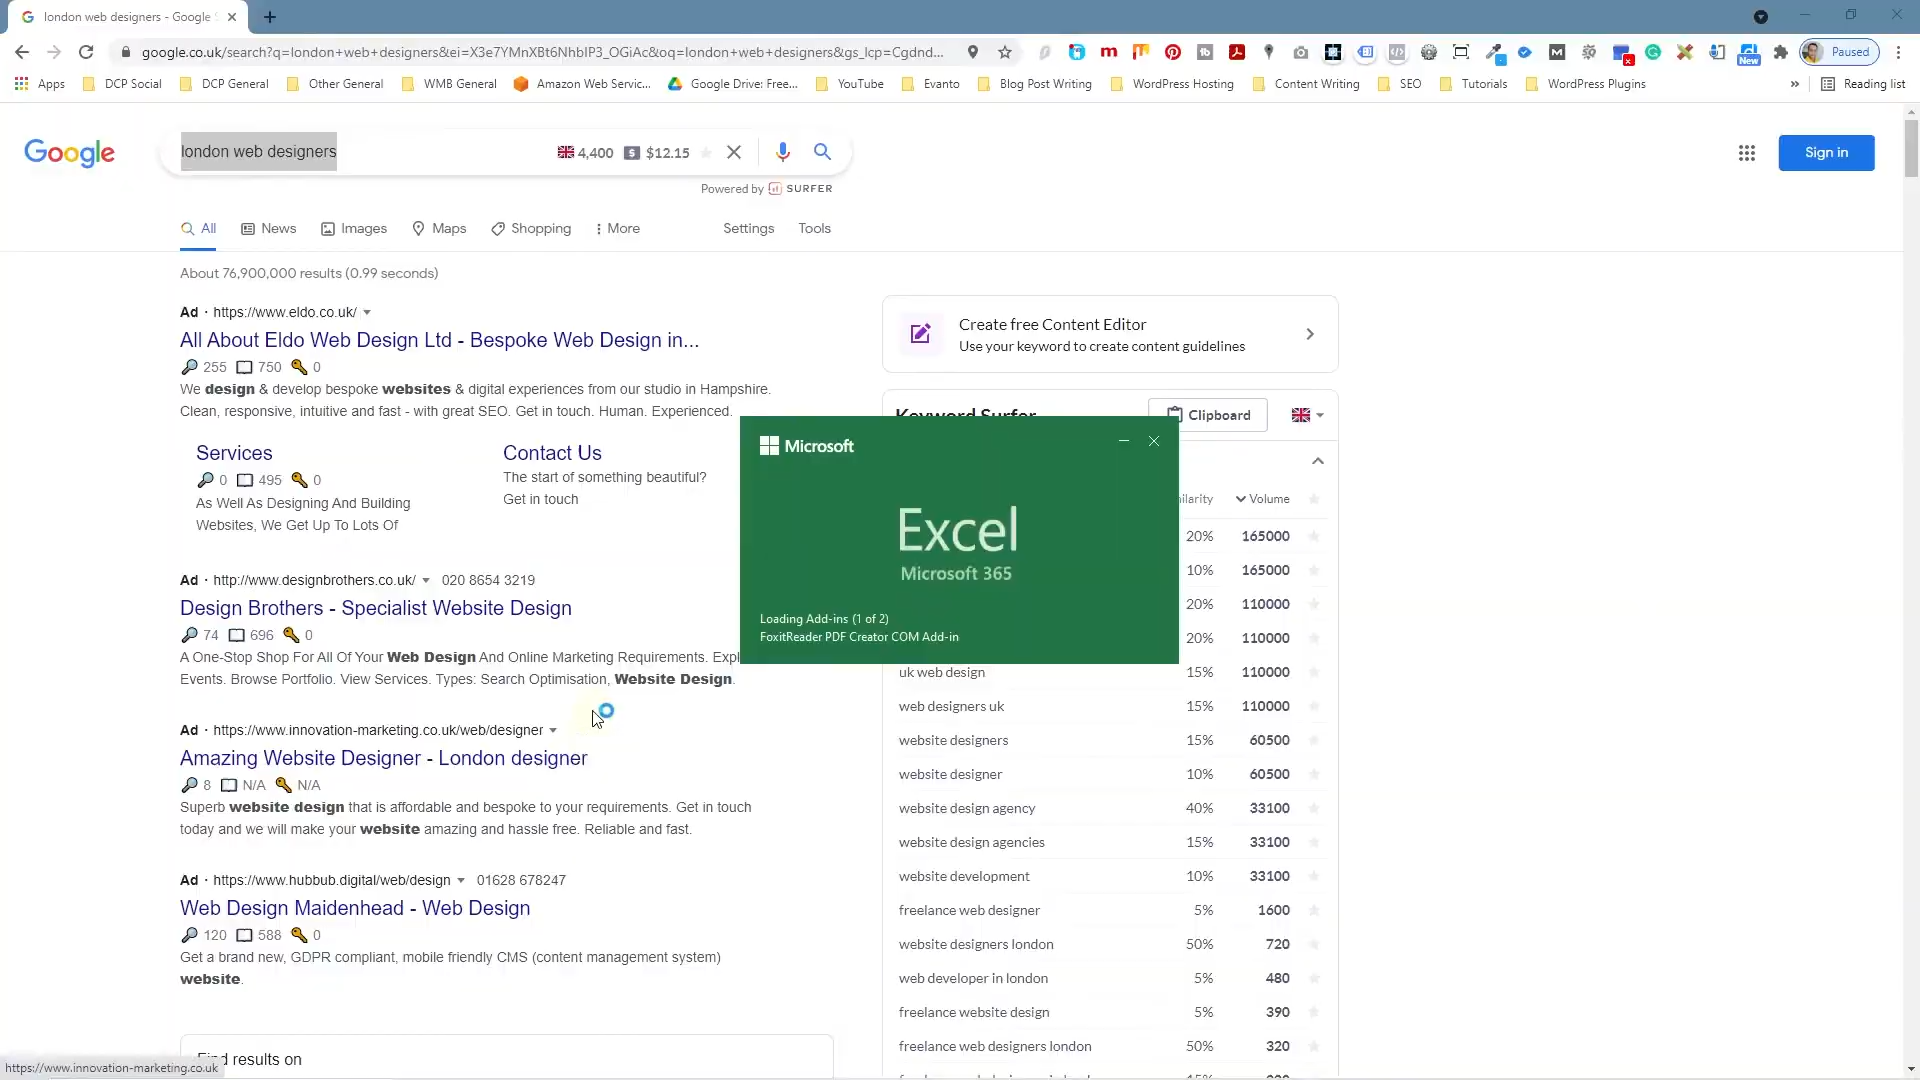 london web designers - Google S
google.co.uk/search?q=london+web+designers&ei=X3e7YMnXBt6NhbIP3_OGiAc&oq=london+web+designers&gs_lcp=Cgdnd...
New
Paused
Apps
DCP Social
DCP General
Other General
WMB General
Amazon Web Servic...
Google Drive: Free...
YouTube
Evanto
Blog Post Writing
WordPress Hosting
Content Writing
SEO
Tutorials
WordPress Plugins
»
Reading list
Google
london web designers
4,400
$12.15
Sign in
Powered by SURFER
All
News
Images
Maps
Shopping
More
Settings
Tools
About 76,900,000 results (0.99 seconds)
Ad · https://www.eldo.co.uk/
All About Eldo Web Design Ltd - Bespoke Web Design in...
255 750 0
We design & develop bespoke websites & digital experiences from our studio in Hampshire.
Clean, responsive, intuitive and fast - with great SEO. Get in touch. Human. Experienced.
Services
0 495 0
As Well As Designing And Building
Websites, We Get Up To Lots Of
Contact Us
The start of something beautiful?
Get in touch
Ad · http://www.designbrothers.co.uk/ 020 8654 3219
Design Brothers - Specialist Website Design
74 696 0
A One-Stop Shop For All Of Your Web Design And Online Marketing Requirements. Expl
Events. Browse Portfolio. View Services. Types: Search Optimisation, Website Design.
Ad · https://www.innovation-marketing.co.uk/web/designer
Amazing Website Designer - London designer
8 N/A N/A
Superb website design that is affordable and bespoke to your requirements. Get in touch
today and we will make your website amazing and hassle free. Reliable and fast.
Ad · https://www.hubbub.digital/web/design 01628 678247
Web Design Maidenhead - Web Design
120 588 0
Get a brand new, GDPR compliant, mobile friendly CMS (content management system)
website.
Find results on
https://www.innovation-marketing.co.uk
Create free Content Editor
Use your keyword to create content guidelines
Keyword Surfer
Clipboard
Microsoft
Excel
Microsoft 365
Loading Add-ins (1 of 2)
FoxitReader PDF Creator COM Add-in
ilarity Volume
20% 165000
10% 165000
20% 110000
20% 110000
uk web design 15% 110000
web designers uk 15% 110000
website designers 15% 60500
website designer 10% 60500
website design agency 40% 33100
website design agencies 15% 33100
website development 10% 33100
freelance web designer 5% 1600
website designers london 50% 720
web developer in london 5% 480
freelance website design 5% 390
freelance web designers london 50% 320